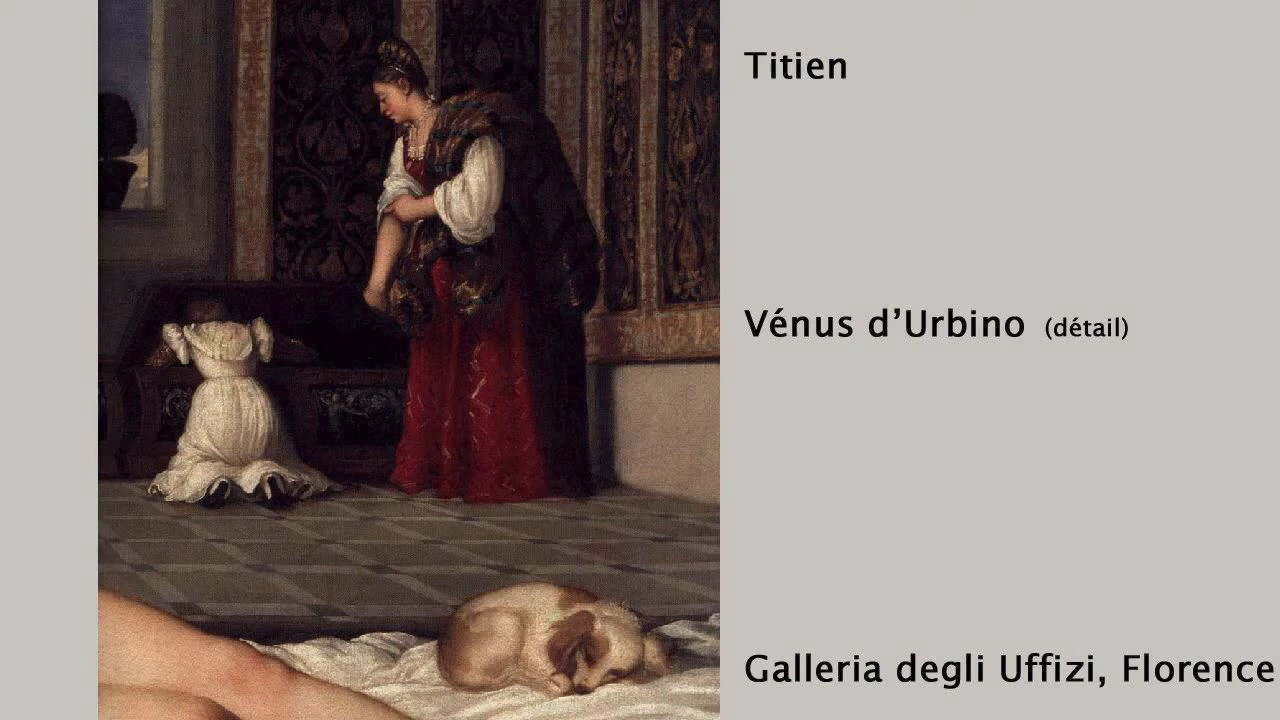 Titien
Vénus d’Urbino (détail)
Galleria degli Uffizi, Florence